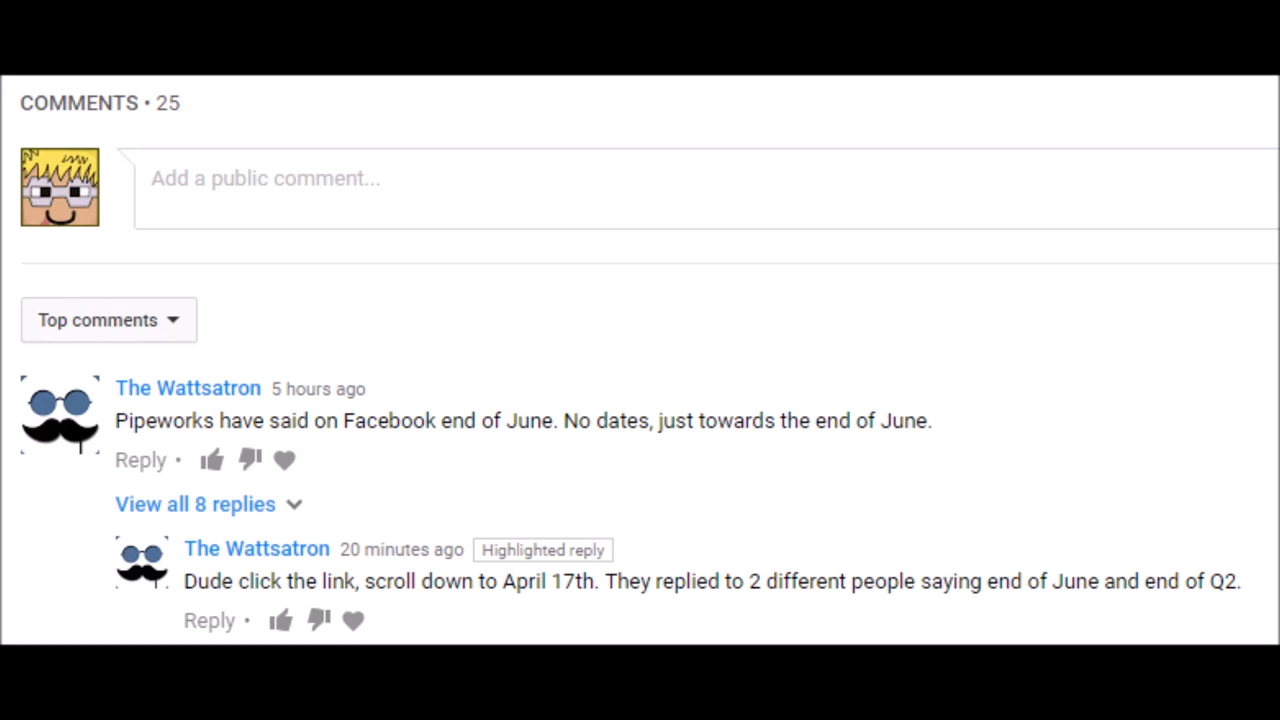 COMMENTS • 25
Add a public comment...
Top comments
The Wattsatron 5 hours ago
Pipeworks have said on Facebook end of June. No dates, just towards the end of June.
Reply •
View all 8 replies
The Wattsatron 20 minutes ago Highlighted reply
Dude click the link, scroll down to April 17th. They replied to 2 different people saying end of June and end of Q2.
Reply •